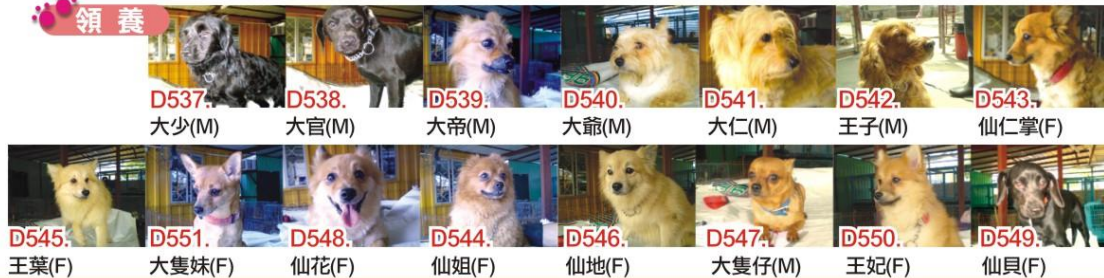 領養
D537. D538. D539. D540. D541. D542. D543.
大少(M) 大官(M) 大帝(M) 大爺(M) 大仁(M) 王子(M) 仙仁掌(F)
D545. D551. D548. D544. D546. D547. D550. D549.
王葉(F) 大隻妹(F) 仙花(F) 仙姐(F) 仙地(F) 大隻仔(M) 王妃(F) 仙貝(F)